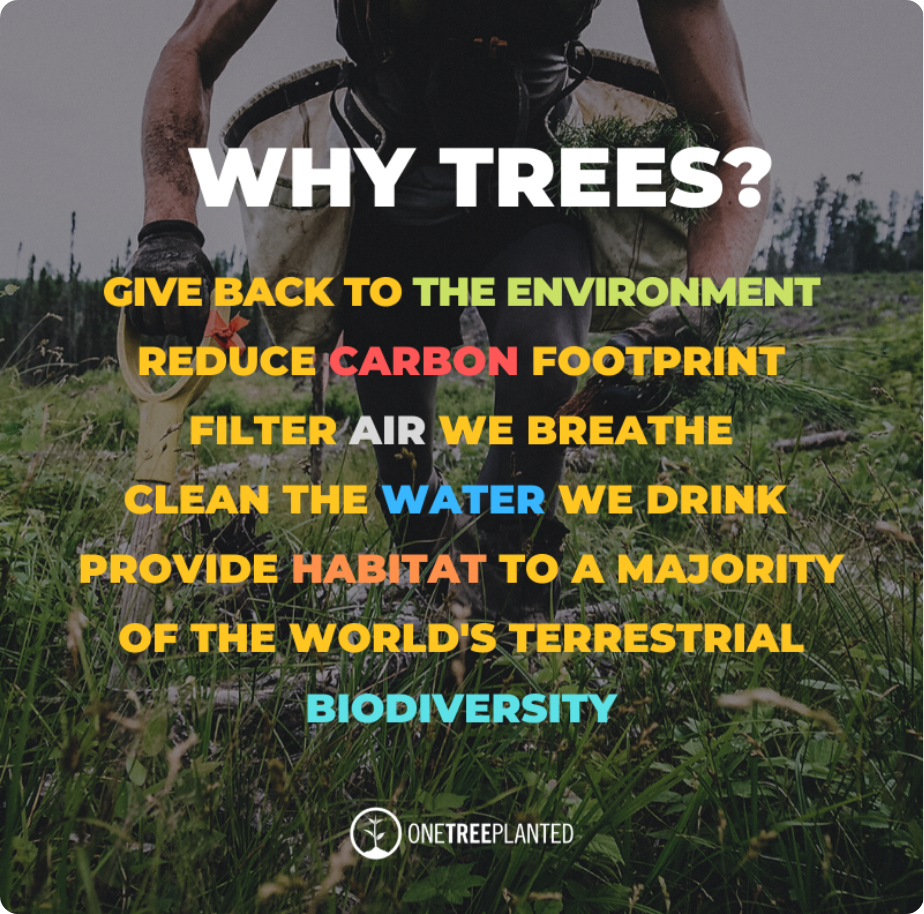 WHY TREES?
GIVE BACK TO THE ENVIRONMENT
REDUCE CARBON FOOTPRINT
FILTER AIR WE BREATHE
CLEAN THE WATER WE DRINK
PROVIDE HABITAT TO A MAJORITY
OF THE WORLD'S TERRESTRIAL
BIODIVERSITY
ONETREEPLANTED